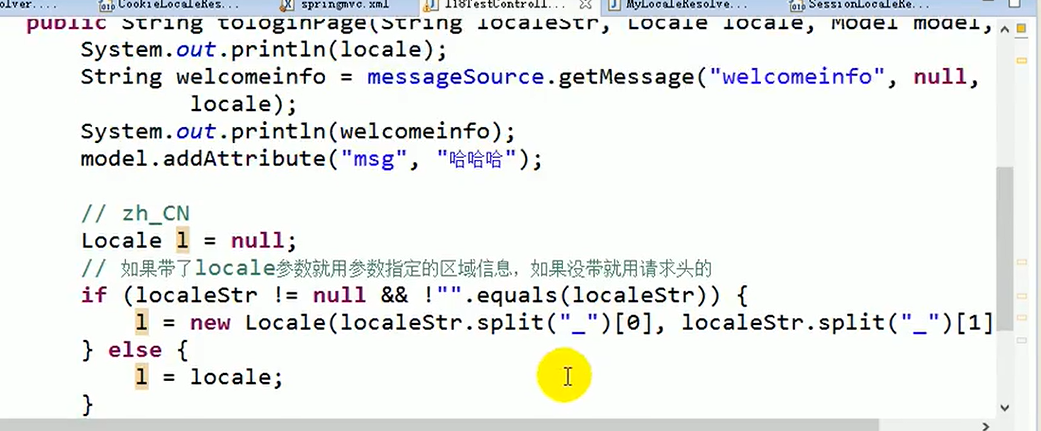 olver.... CookieLocaleRes... springmvc.xml I18TestControll... MyLocaleResolve... SessionLocaleRe...
public String toLoginPage(String localeStr, Locale locale, Model model,
System.out.println(locale);
String welcomeinfo = messageSource.getMessage("welcomeinfo", null,
locale);
System.out.println(welcomeinfo);
model.addAttribute("msg", "哈哈哈");
// zh_CN
Locale l = null;
// 如果带了locale参数就用参数指定的区域信息，如果没带就用请求头的
if (localeStr != null && !"".equals(localeStr)) {
l = new Locale(localeStr.split("_")[0], localeStr.split("_")[1]
} else {
l = locale;
}